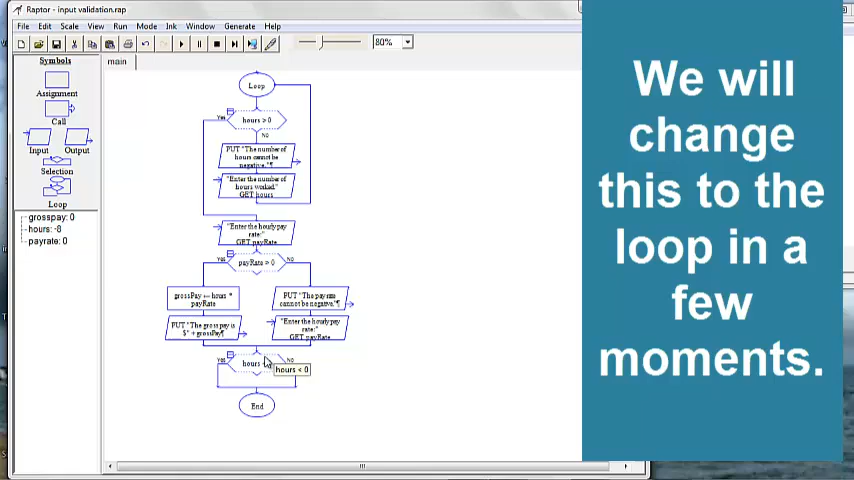 Raptor - input validation.rap
File Edit Scale View Run Mode Ink Window Generate Help
80%
Symbols
main
Assignment
Call
Input Output
Selection
Loop
grosspay: 0
hours: -8
payrate: 0
Loop
Yes hours > 0
No
PUT "The number of
hours cannot be
negative."¶
"Enter the number of
hours worked."
GET hours
"Enter the hourly pay
rate:"
GET payRate
Yes payRate > 0 No
grossPay ← hours *
payRate
PUT "The pay rate
cannot be negative."¶
PUT "The gross pay is
$" + grossPay¶
"Enter the hourly pay
rate:"
GET payRate
Yes hours No
hours < 0
End
We will
change
this to the
loop in a
few
moments.